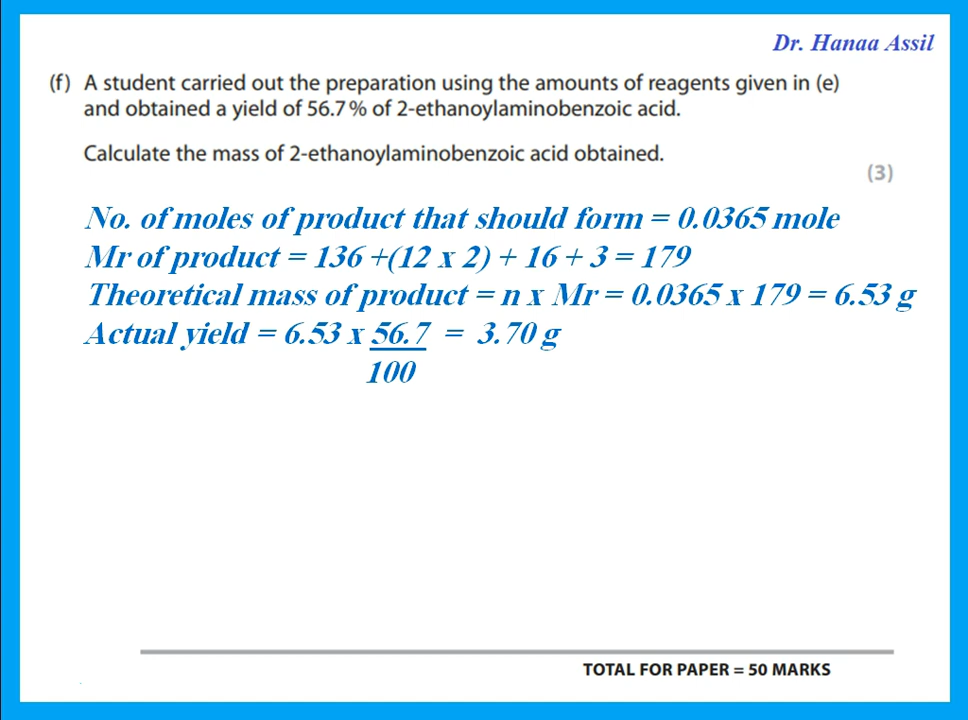 Dr. Hanaa Assil
(f) A student carried out the preparation using the amounts of reagents given in (e)
and obtained a yield of 56.7% of 2-ethanoylaminobenzoic acid.
Calculate the mass of 2-ethanoylaminobenzoic acid obtained.
(3)
No. of moles of product that should form = 0.0365 mole
Mr of product = 136 +(12 x 2) + 16 + 3 = 179
Theoretical mass of product = n x Mr = 0.0365 x 179 = 6.53 g
Actual yield = 6.53 x 56.7 = 3.70 g
100
TOTAL FOR PAPER = 50 MARKS